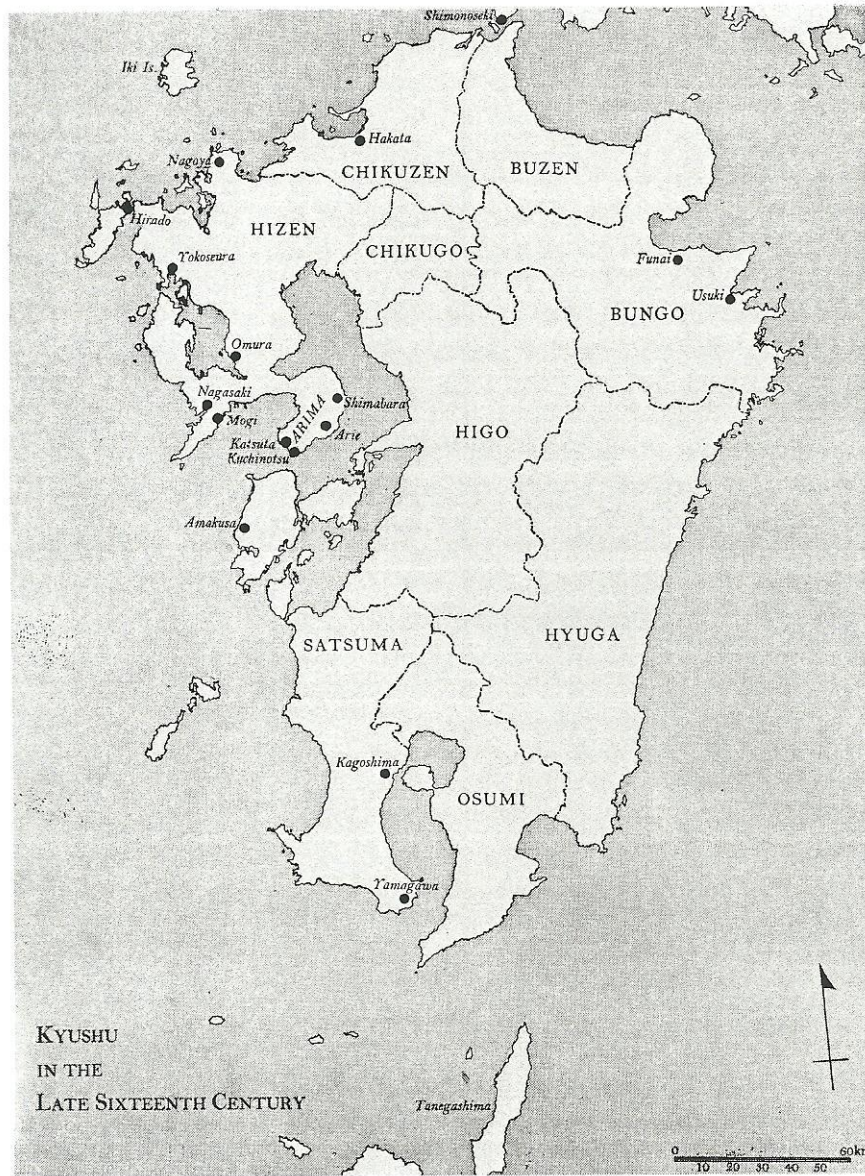 Shimonoseki
Iki Is.
Hakata
Nagoya
CHIKUZEN
BUZEN
Hirado
HIZEN
CHIKUGO
Yokoseura
Funai
Usuki
BUNGO
Omura
Nagasaki
Mogi
ARIMA
Shimabara
Arie
Katsuta
Kuchinotsu
HIGO
Amakusa
SATSUMA
HYUGA
Kagoshima
OSUMI
Yamagawa
KYUSHU
IN THE
LATE SIXTEENTH CENTURY
Tanegashima
0 60k
10 20 30 40 50